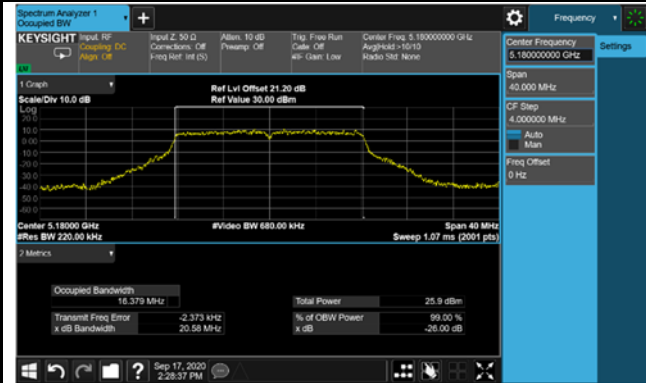 Spectrum Analyzer 1
Occupied BW
Frequency
KEYSIGHT
Input: RF
Coupling: DC
Align: Off
Input Z: 50 Ω
Corrections: Off
Freq Ref: Int (S)
Atten: 10 dB
Preamp: Off
Trig: Free Run
Gate: Off
#IF Gain: Low
Center Freq: 5.180000000 GHz
Avg|Hold:>10/10
Radio Std: None
Center Frequency
5.180000000 GHz
Settings
Span
40.000 MHz
CF Step
4.000000 MHz
Auto
Man
Freq Offset
0 Hz
1 Graph
Scale/Div 10.0 dB
Ref Lvl Offset 21.20 dB
Ref Value 30.00 dBm
Log
20.0
10.0
0.00
-10.0
-20.0
-30.0
-40.0
-50.0
-60.0
Center 5.18000 GHz
#Res BW 220.00 kHz
#Video BW 680.00 kHz
Span 40 MHz
Sweep 1.07 ms (2001 pts)
2 Metrics
Occupied Bandwidth
16.379 MHz
Total Power
25.9 dBm
Transmit Freq Error
-2.373 kHz
% of OBW Power
99.00 %
x dB Bandwidth
20.58 MHz
x dB
-26.00 dB
?
Sep 17, 2020
2:28:37 PM